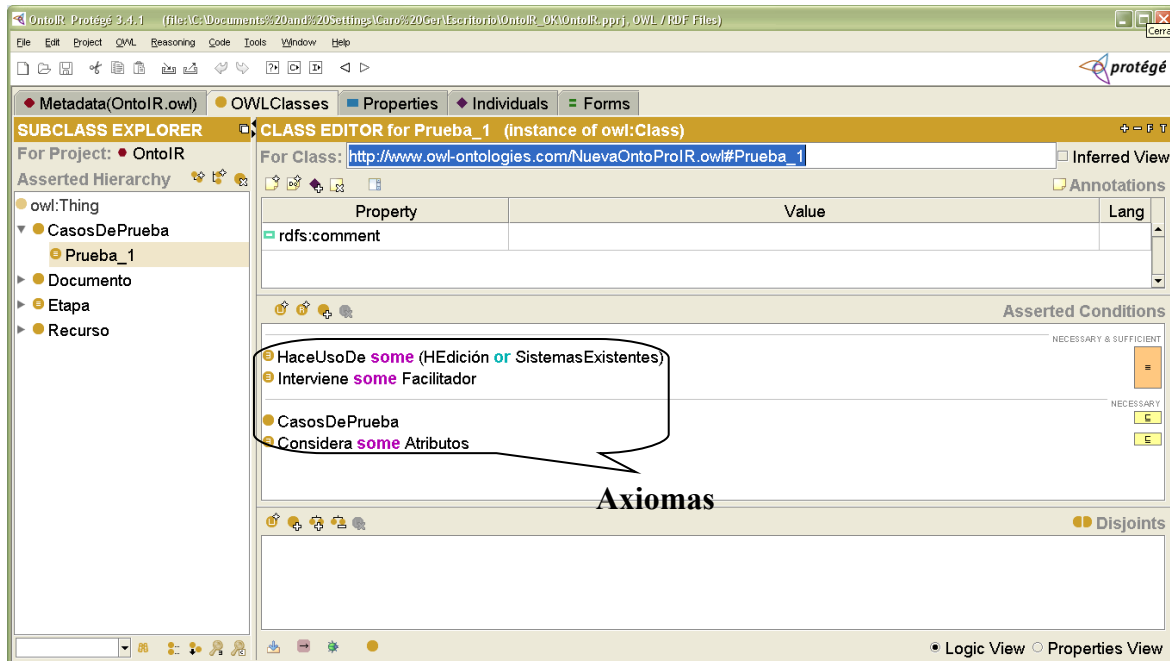 OntoIR Protégé 3.4.1 (file:\C:\Documents%20and%20Settings\Caro%20Ger\Escritorio\OntoIR_OK\OntoIR.pprj, OWL / RDF Files)
Cerra
File Edit Project OWL Reasoning Code Tools Window Help
protégé
Metadata(OntoIR.owl) OWLClasses Properties Individuals Forms
SUBCLASS EXPLORER
CLASS EDITOR for Prueba_1 (instance of owl:Class)
For Project: OntoIR
For Class: http://www.owl-ontologies.com/NuevaOntoProIR.owl#Prueba_1
Inferred View
Asserted Hierarchy
Annotations
owl:Thing
CasosDePrueba
Prueba_1
Documento
Etapa
Recurso
Property Value Lang
rdfs:comment
Asserted Conditions
NECESSARY & SUFFICIENT
HaceUsoDe some (HEdición or SistemasExistentes)
Interviene some Facilitador
NECESSARY
CasosDePrueba
Considera some Atributos
Axiomas
Disjoints
Logic View Properties View